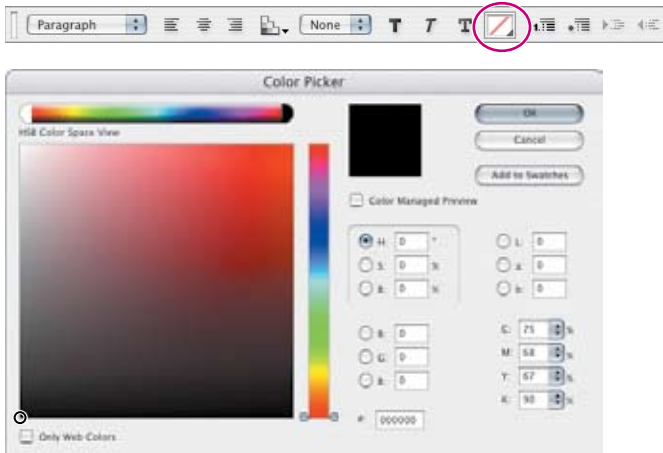 Paragraph None T T T
Color Picker
HSB Color Space View
OK
Cancel
Add to Swatches
Color Managed Preview
H: 0 °
S: 0 %
B: 0 %
L: 0
a: 0
b: 0
R: 0
G: 0
B: 0
C: 75 %
M: 68 %
Y: 67 %
K: 90 %
#: 000000
Only Web Colors